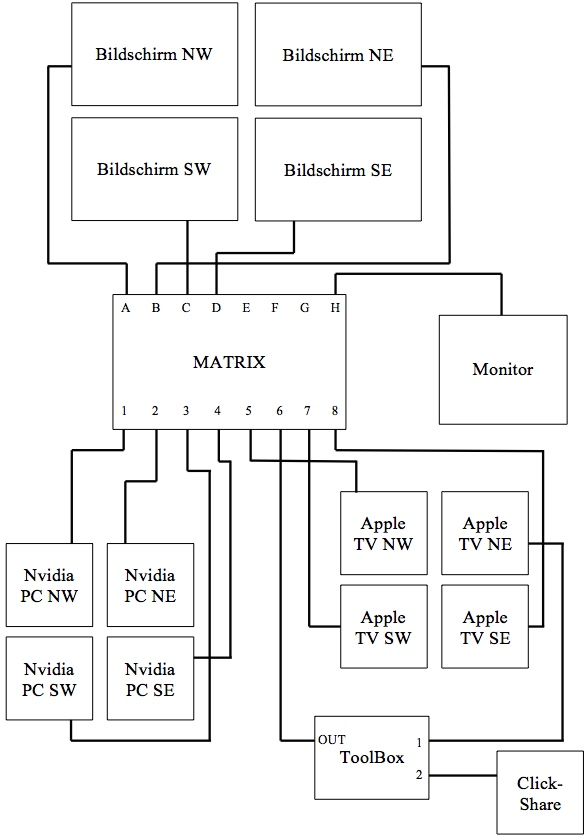 Bildschirm NW
Bildschirm NE
Bildschirm SW
Bildschirm SE
A B C D E F G H
MATRIX
1 2 3 4 5 6 7 8
Monitor
Nvidia
PC NW
Nvidia
PC NE
Nvidia
PC SW
Nvidia
PC SE
Apple
TV NW
Apple
TV NE
Apple
TV SW
Apple
TV SE
OUT
1
ToolBox
2
Click-
Share